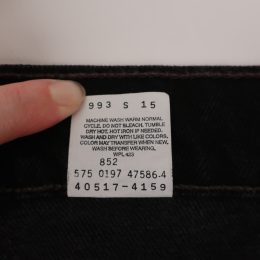 993 S 15
MACHINE WASH WARM NORMAL
CYCLE, DO NOT BLEACH, TUMBLE
DRY HOT, HOT IRON IF NEEDED.
WASH AND DRY WITH LIKE COLORS.
COLOR MAY TRANSFER WHEN NEW.
WASH BEFORE WEARING.
WPL 423
852
575 0197 47586-4
40517-4159